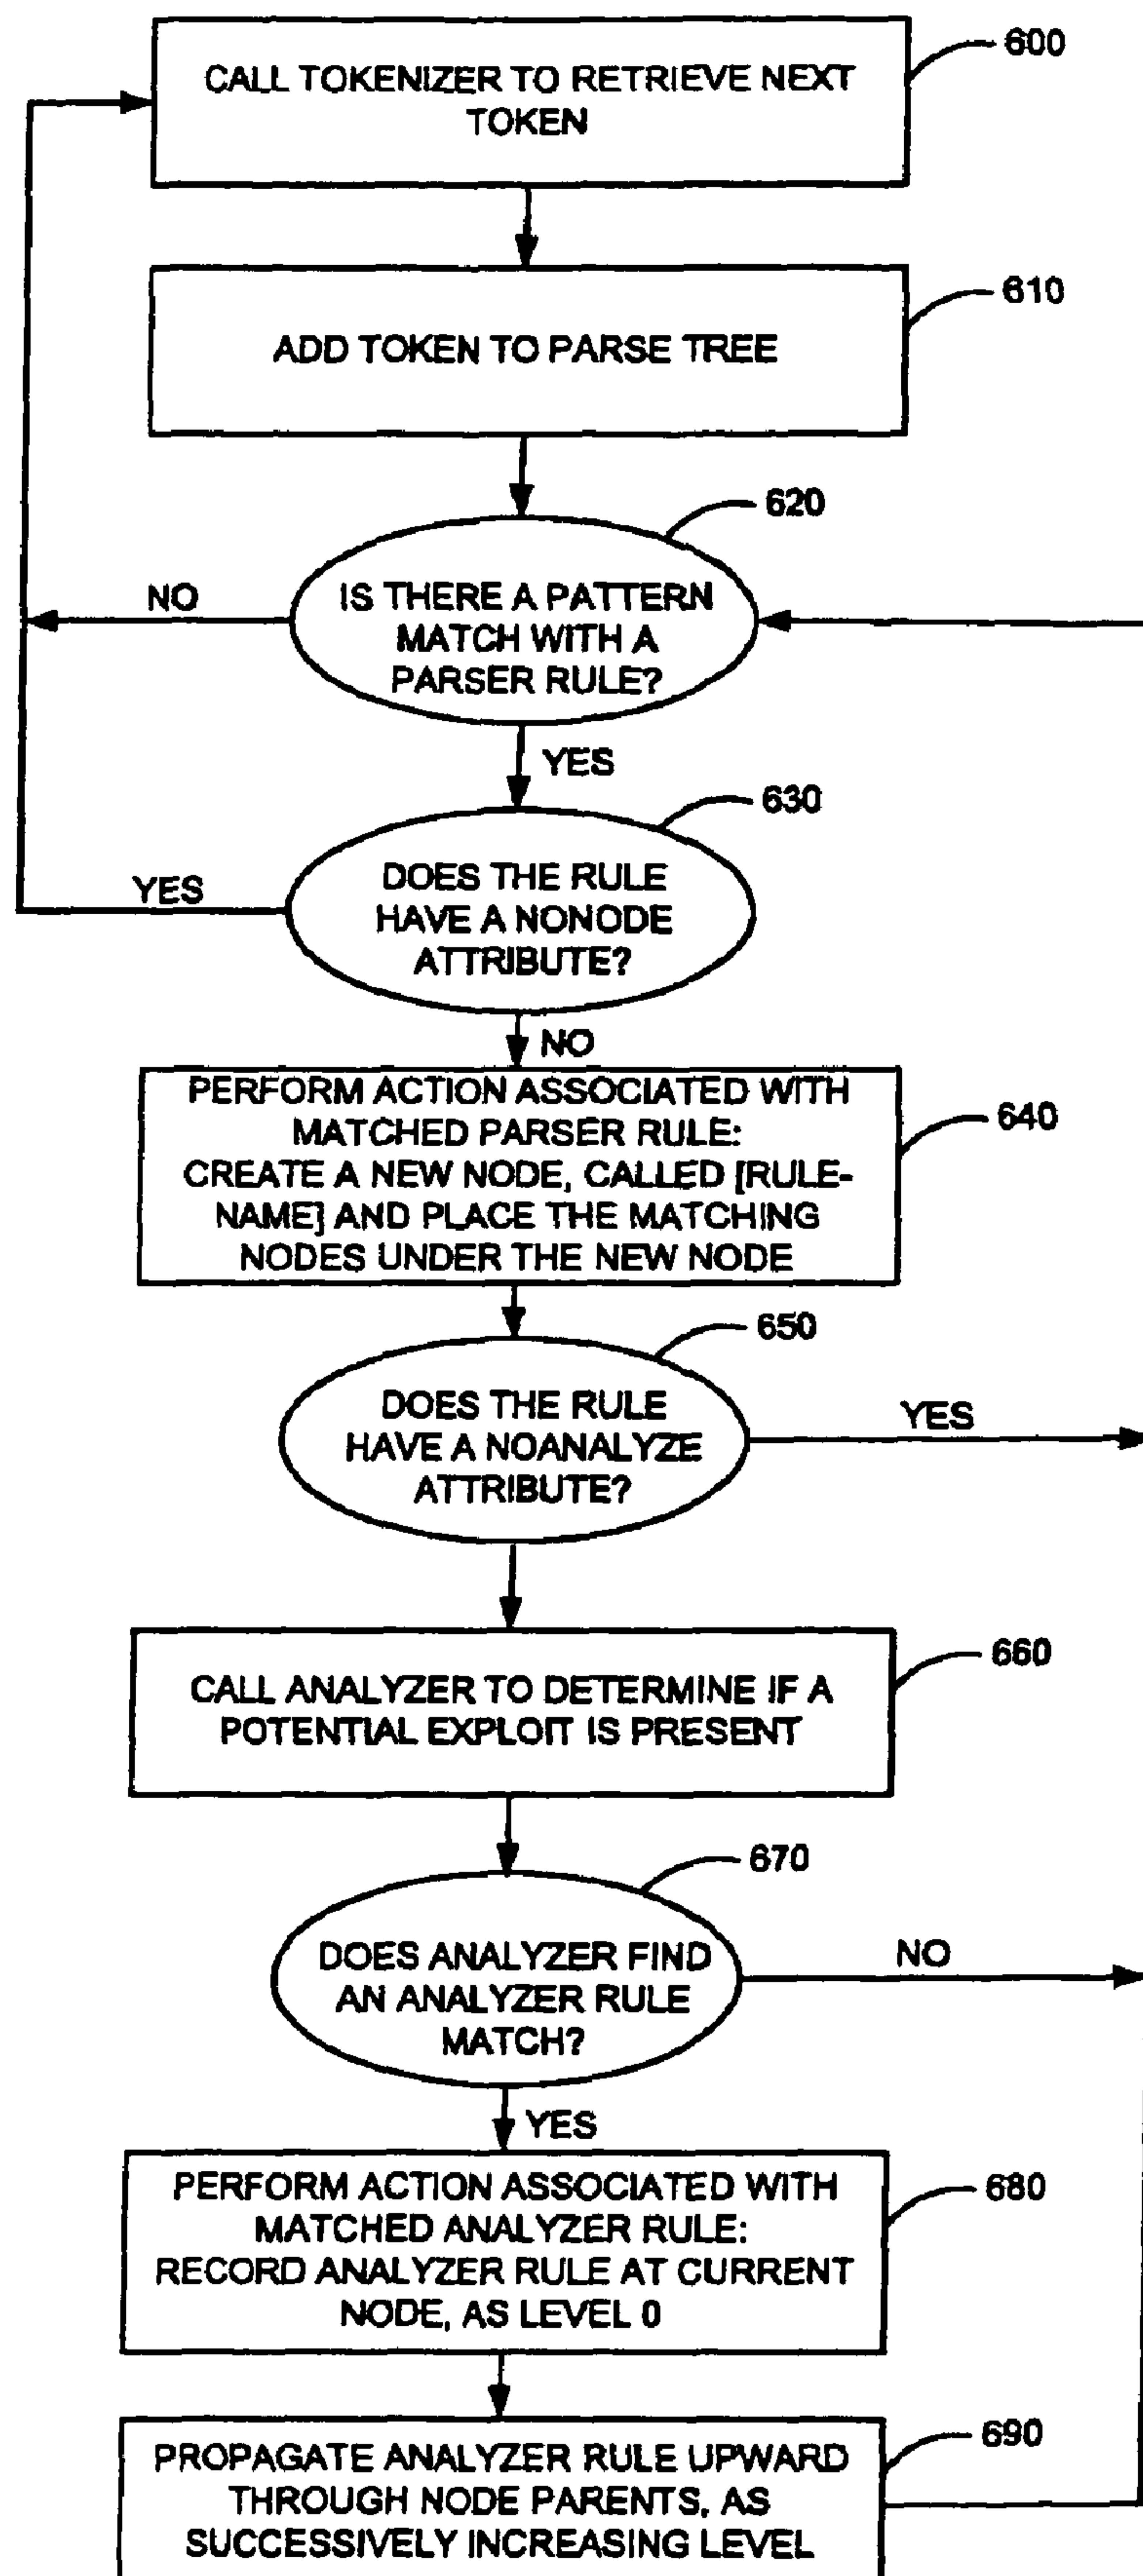 600
CALL TOKENIZER TO RETRIEVE NEXT
TOKEN
610
ADD TOKEN TO PARSE TREE
620
IS THERE A PATTERN
MATCH WITH A
PARSER RULE?
NO
YES
630
DOES THE RULE
HAVE A NONODE
ATTRIBUTE?
YES
NO
640
PERFORM ACTION ASSOCIATED WITH
MATCHED PARSER RULE:
CREATE A NEW NODE, CALLED [RULE-
NAME] AND PLACE THE MATCHING
NODES UNDER THE NEW NODE
650
DOES THE RULE
HAVE A NOANALYZE
ATTRIBUTE?
YES
660
CALL ANALYZER TO DETERMINE IF A
POTENTIAL EXPLOIT IS PRESENT
670
DOES ANALYZER FIND
AN ANALYZER RULE
MATCH?
NO
YES
680
PERFORM ACTION ASSOCIATED WITH
MATCHED ANALYZER RULE:
RECORD ANALYZER RULE AT CURRENT
NODE, AS LEVEL 0
690
PROPAGATE ANALYZER RULE UPWARD
THROUGH NODE PARENTS, AS
SUCCESSIVELY INCREASING LEVEL